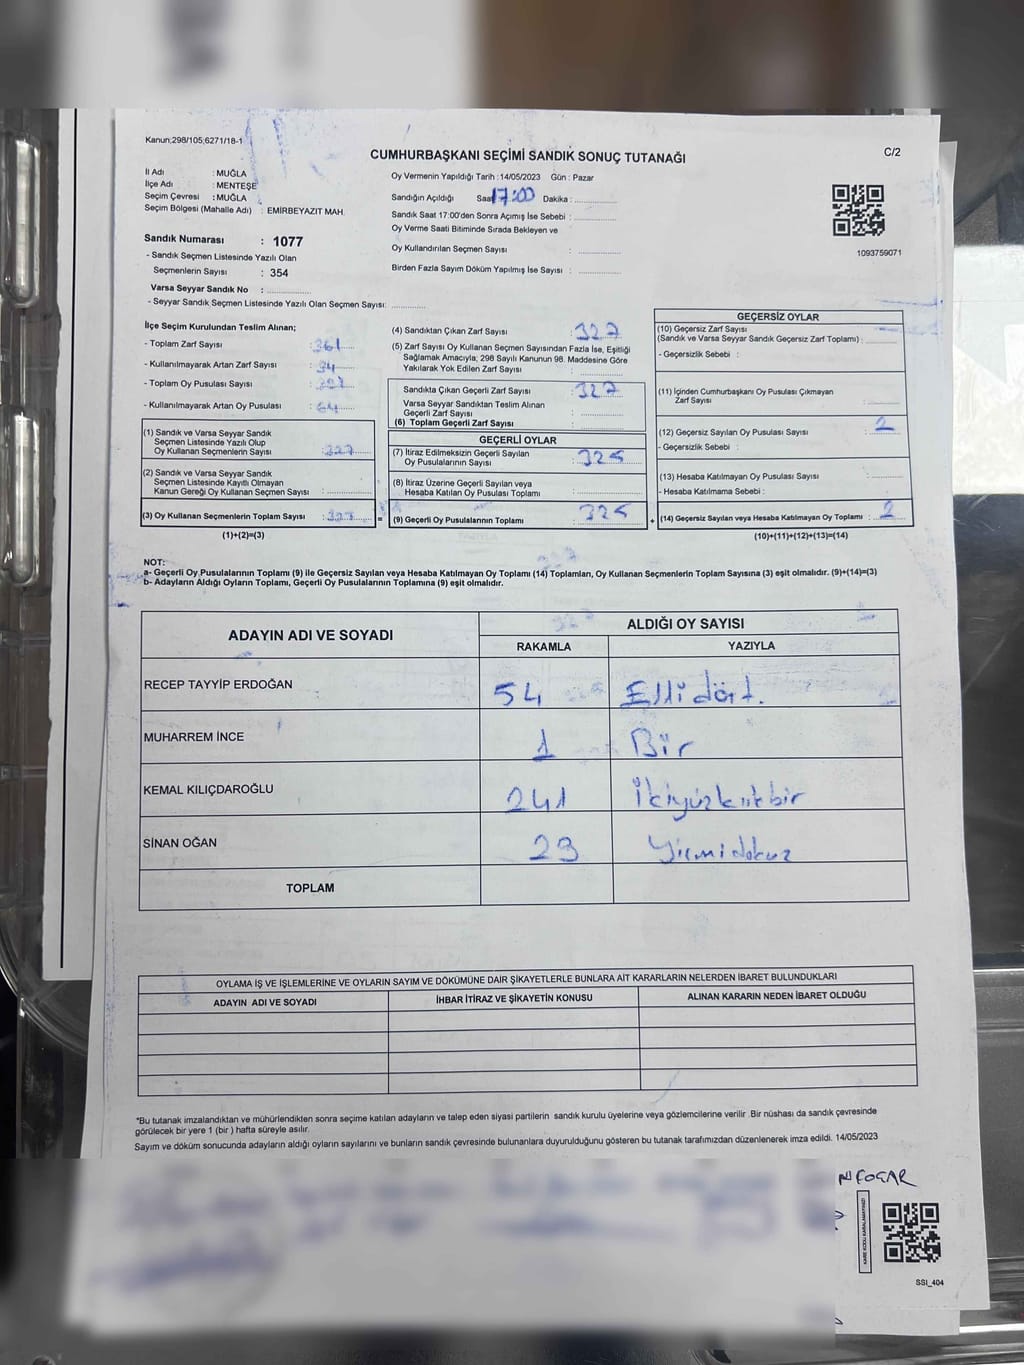 Kanun;298/105;6271/18-1
C/2
CUMHURBAŞKANI SEÇİMİ SANDIK SONUÇ TUTANAĞI
İl Adı : MUĞLA
İlçe Adı : MENTEŞE
Seçim Çevresi : MUĞLA
Seçim Bölgesi (Mahalle Adı) : EMİRBEYAZIT MAH.
Sandık Numarası : 1077
- Sandık Seçmen Listesinde Yazılı Olan
Seçmenlerin Sayısı : 354
Varsa Seyyar Sandık No :
- Seyyar Sandık Seçmen Listesinde Yazılı Olan Seçmen Sayısı:
Oy Vermenin Yapıldığı Tarih :14/05/2023 Gün : Pazar
Sandığın Açıldığı Saat 17:00 Dakika :
Sandık Saat 17:00'den Sonra Açımış İse Sebebi :
Oy Verme Saati Bitiminde Sırada Bekleyen ve
Oy Kullandırılan Seçmen Sayısı :
Birden Fazla Sayım Döküm Yapılmış İse Sayısı :
1093759071
İlçe Seçim Kurulundan Teslim Alınan;
- Toplam Zarf Sayısı : 361
- Kullanılmayarak Artan Zarf Sayısı : 34
- Toplam Oy Pusulası Sayısı :
- Kullanılmayarak Artan Oy Pusulası : 64
(1) Sandık ve Varsa Seyyar Sandık
Seçmen Listesinde Yazılı Olup
Oy Kullanan Seçmenlerin Sayısı : 327
(2) Sandık ve Varsa Seyyar Sandık
Seçmen Listesinde Kayıtlı Olmayan
Kanun Gereği Oy Kullanan Seçmen Sayısı :
(3) Oy Kullanan Seçmenlerin Toplam Sayısı : 327
(1)+(2)=(3)
(4) Sandıktan Çıkan Zarf Sayısı : 327
(5) Zarf Sayısı Oy Kullanan Seçmen Sayısından Fazla İse, Eşitliği
Sağlamak Amacıyla; 298 Sayılı Kanunun 98. Maddesine Göre
Yakılarak Yok Edilen Zarf Sayısı :
Sandıkta Çıkan Geçerli Zarf Sayısı : 327
Varsa Seyyar Sandıktan Teslim Alınan
Geçerli Zarf Sayısı :
(6) Toplam Geçerli Zarf Sayısı :
GEÇERLİ OYLAR
(7) İtiraz Edilmeksizin Geçerli Sayılan
Oy Pusulalarının Sayısı : 325
(8) İtiraz Üzerine Geçerli Sayılan veya
Hesaba Katılan Oy Pusulası Toplamı :
= (9) Geçerli Oy Pusulalarının Toplamı : 325
GEÇERSİZ OYLAR
(10) Geçersiz Zarf Sayısı
(Sandık ve Varsa Seyyar Sandık Geçersiz Zarf Toplamı) :
- Geçersizlik Sebebi :
(11) İçinden Cumhurbaşkanı Oy Pusulası Çıkmayan
Zarf Sayısı :
(12) Geçersiz Sayılan Oy Pusulası Sayısı : 2
- Geçersizlik Sebebi :
(13) Hesaba Katılmayan Oy Pusulası Sayısı :
- Hesaba Katılmama Sebebi :
+ (14) Geçersiz Sayılan veya Hesaba Katılmayan Oy Toplamı : 2
(10)+(11)+(12)+(13)=(14)
NOT:
a- Geçerli Oy Pusulalarının Toplamı (9) ile Geçersiz Sayılan veya Hesaba Katılmayan Oy Toplamı (14) Toplamları, Oy Kullanan Seçmenlerin Toplam Sayısına (3) eşit olmalıdır. (9)+(14)=(3)
b- Adayların Aldığı Oyların Toplamı, Geçerli Oy Pusulalarının Toplamına (9) eşit olmalıdır.
ADAYIN ADI VE SOYADI
ALDIĞI OY SAYISI
RAKAMLA YAZIYLA
RECEP TAYYİP ERDOĞAN 54 Ellidört.
MUHARREM İNCE 1 Bir
KEMAL KILIÇDAROĞLU 241 İkiyüzkırkbir
SİNAN OĞAN 29 Yirmidokuz
TOPLAM
OYLAMA İŞ VE İŞLEMLERİNE VE OYLARIN SAYIM VE DÖKÜMÜNE DAİR ŞİKAYETLERLE BUNLARA AİT KARARLARIN NELERDEN İBARET BULUNDUKLARI
ADAYIN ADI VE SOYADI İHBAR İTİRAZ VE ŞİKAYETİN KONUSU ALINAN KARARIN NEDEN İBARET OLDUĞU
*Bu tutanak imzalandıktan ve mühürlendikten sonra seçime katılan adayların ve talep eden siyasi partilerin sandık kurulu üyelerine veya gözlemcilerine verilir .Bir nüshası da sandık çevresinde
görülecek bir yere 1 (bir ) hafta süreyle asılır.
Sayım ve döküm sonucunda adayların aldığı oyların sayılarını ve bunların sandık çevresinde bulunanlara duyurulduğunu gösteren bu tutanak tarafımızdan düzenlenerek imza edildi. 14/05/2023
KARE KODU KARALAMAYINIZ!
SSI_404